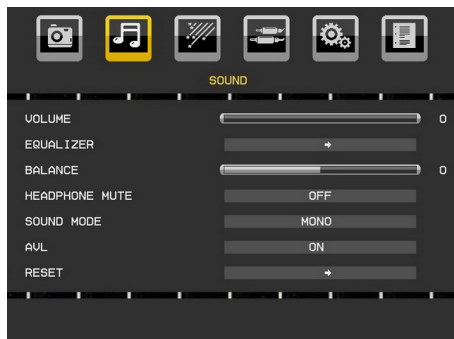 SOUND
VOLUME 0
EQUALIZER
BALANCE 0
HEADPHONE MUTE OFF
SOUND MODE MONO
AVL ON
RESET